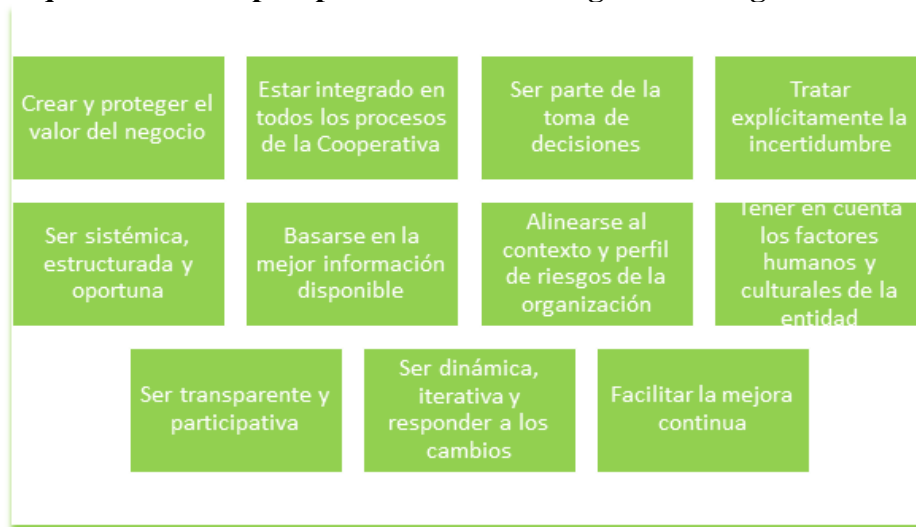 Crear y proteger el
valor del negocio
Estar integrado en
todos los procesos
de la Cooperativa
Ser parte de la
toma de
decisiones
Tratar
explícitamente la
incertidumbre
Ser sistémica,
estructurada y
oportuna
Basarse en la
mejor información
disponible
Alinearse al
contexto y perfil
de riesgos de la
organización
Tener en cuenta
los factores
humanos y
culturales de la
entidad
Ser transparente y
participativa
Ser dinámica,
iterativa y
responder a los
cambios
Facilitar la mejora
continua